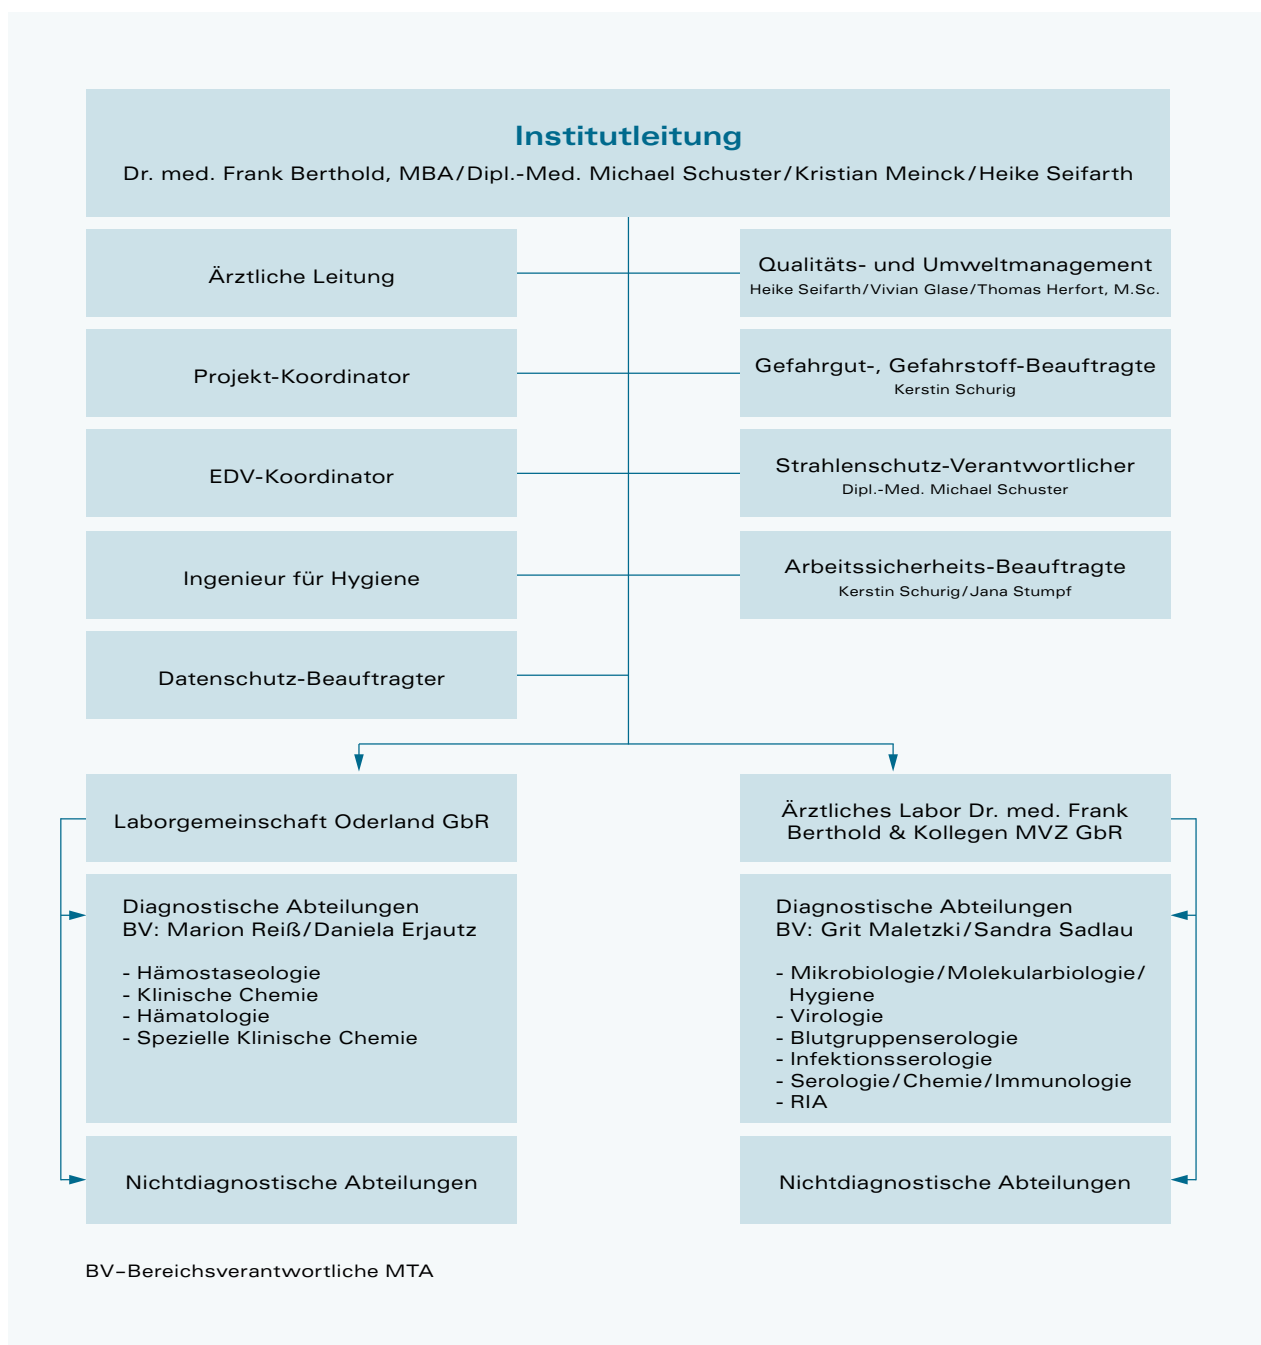 Institutleitung
Dr. med. Frank Berthold, MBA/Dipl.-Med. Michael Schuster/Kristian Meinck/Heike Seifarth
Ärztliche Leitung
Qualitäts- und Umweltmanagement
Heike Seifarth/Vivian Glase/Thomas Herfort, M.Sc.
Projekt-Koordinator
Gefahrgut-, Gefahrstoff-Beauftragte
Kerstin Schurig
EDV-Koordinator
Strahlenschutz-Verantwortlicher
Dipl.-Med. Michael Schuster
Ingenieur für Hygiene
Arbeitssicherheits-Beauftragte
Kerstin Schurig/Jana Stumpf
Datenschutz-Beauftragter
Laborgemeinschaft Oderland GbR
Diagnostische Abteilungen
BV: Marion Reiß/Daniela Erjautz
- Hämostaseologie
- Klinische Chemie
- Hämatologie
- Spezielle Klinische Chemie
Nichtdiagnostische Abteilungen
Ärztliches Labor Dr. med. Frank
Berthold & Kollegen MVZ GbR
Diagnostische Abteilungen
BV: Grit Maletzki/Sandra Sadlau
- Mikrobiologie/Molekularbiologie/
Hygiene
- Virologie
- Blutgruppenserologie
- Infektionsserologie
- Serologie/Chemie/Immunologie
- RIA
Nichtdiagnostische Abteilungen
BV–Bereichsverantwortliche MTA